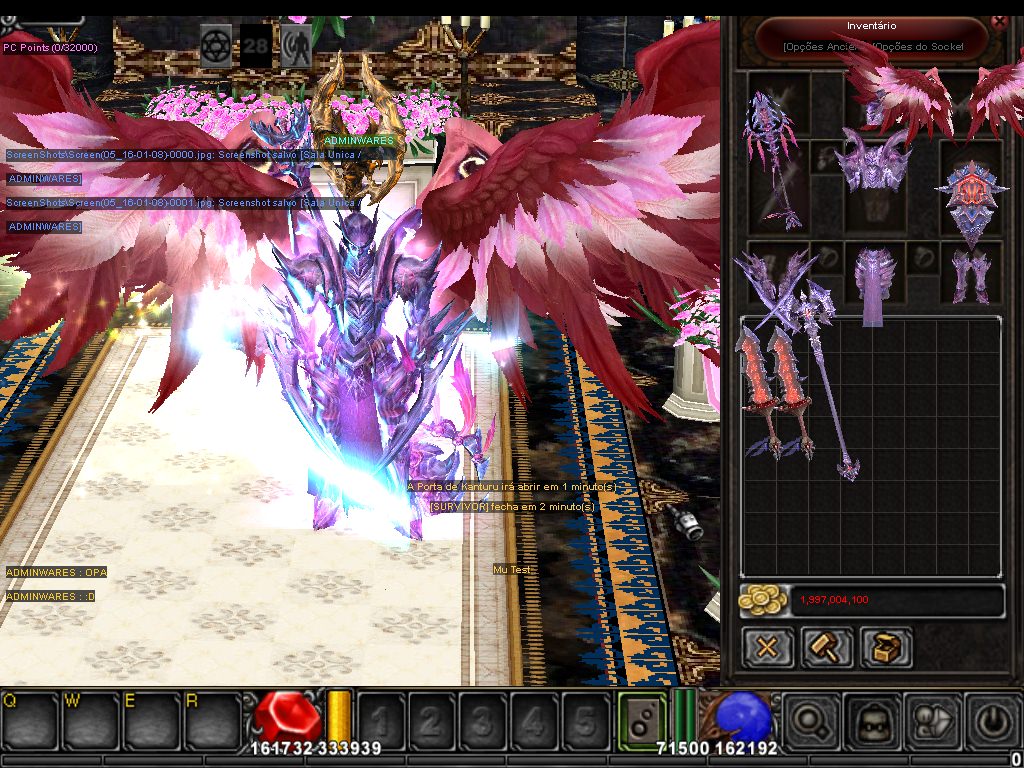 PC Points (0/32000)
28
ADMINWARES
ScreenShots\Screen(05_16-01-08)-0000.jpg: Screenshot salvo [Sala Unica /
ADMINWARES]
ScreenShots\Screen(05_16-01-08)-0001.jpg: Screenshot salvo [Sala Unica /
ADMINWARES]
A Porta de Kanturu irá abrir em 1 minuto(s)
[SURVIVOR] fecha em 2 minuto(s)
Mu Test
ADMINWARES : OPA
ADMINWARES : :D
Inventário
[Opções Ancien [Opções do Socket
1,997,004,100
Q W E R 1 2 3 4 5
161732 333939 71500 162192
0